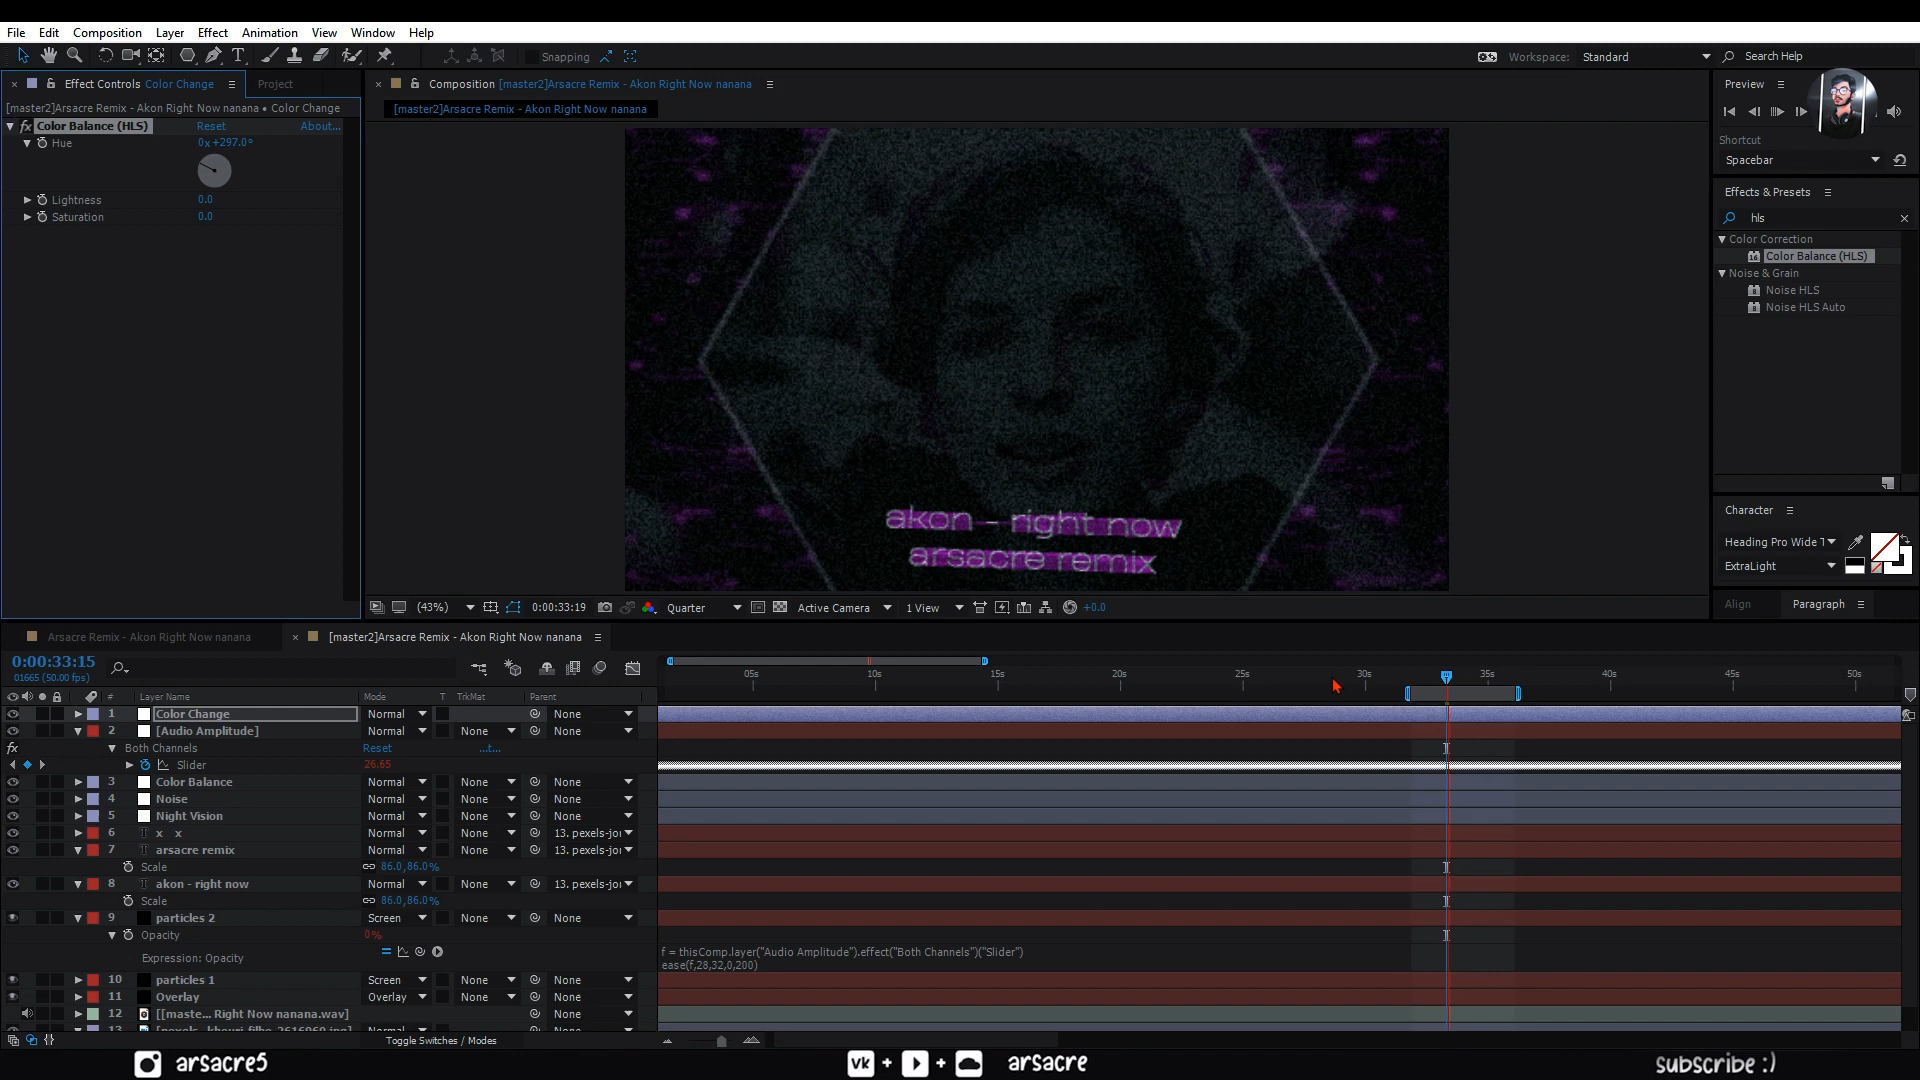 File Edit Composition Layer Effect Animation View Window Help
Snapping
Workspace: Standard Search Help
Effect Controls Color Change Project
Composition [master2]Arsacre Remix - Akon Right Now nanana
Preview
[master2]Arsacre Remix - Akon Right Now nanana • Color Change
[master2]Arsacre Remix - Akon Right Now nanana
fx Color Balance (HLS) Reset About...
Hue 0x+297.0°
Lightness 0.0
Saturation 0.0
Shortcut
Spacebar
Effects & Presets
hls
Color Correction
Color Balance (HLS)
Noise & Grain
Noise HLS
Noise HLS Auto
Character
Heading Pro Wide T
ExtraLight
Align Paragraph
akon - right now
arsacre remix
(43%) 0:00:33:19 Quarter Active Camera 1 View +0.0
Arsacre Remix - Akon Right Now nanana [master2]Arsacre Remix - Akon Right Now nanana
0:00:33:15
01665 (50.00 fps)
05s 10s 15s 20s 25s 30s 35s 40s 45s 50s
# Layer Name Mode T TrkMat Parent
1 Color Change Normal None
2 [Audio Amplitude] Normal None None
fx Both Channels Reset ...t...
Slider 26.65
3 Color Balance Normal None None
4 Noise Normal None None
5 Night Vision Normal None None
6 T x x Normal None 13. pexels-joı
7 T arsacre remix Normal None 13. pexels-joı
Scale 86.0,86.0%
8 T akon - right now Normal None 13. pexels-joı
Scale 86.0,86.0%
9 particles 2 Screen None None
Opacity 0%
Expression: Opacity
f = thisComp.layer("Audio Amplitude").effect("Both Channels")("Slider")
ease(f,28,32,0,200)
10 particles 1 Screen None None
11 Overlay Overlay None None
12 [[maste... Right Now nanana.wav] None
Toggle Switches / Modes
arsacre5 vk + + arsacre subscribe :)